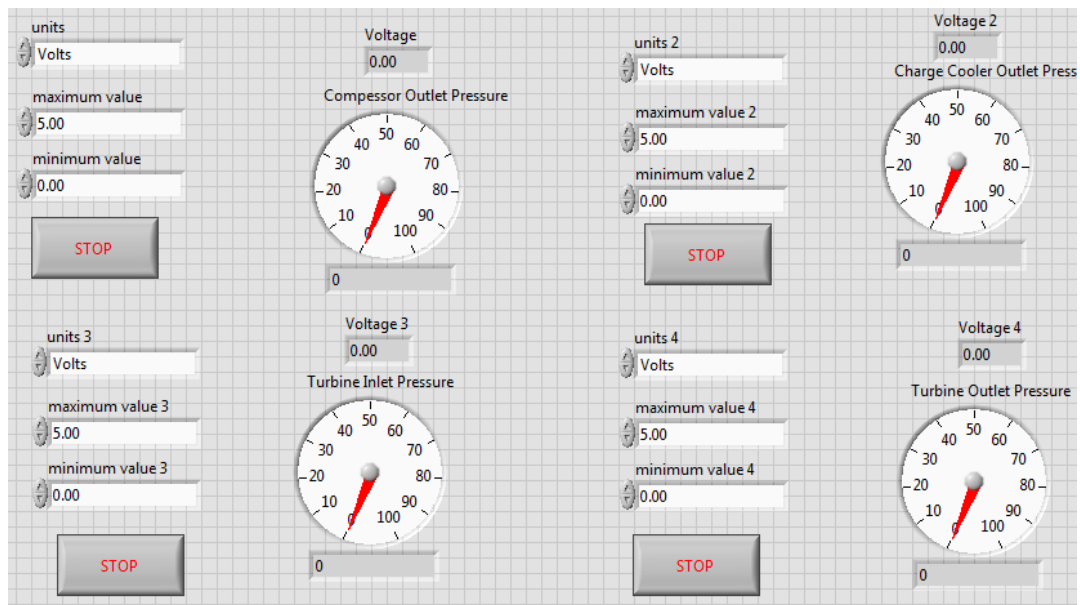 units
Volts
maximum value
5.00
minimum value
0.00
STOP
Voltage
0.00
Compessor Outlet Pressure
0
10
20
30
40
50
60
70
80
90
100
0
units 2
Volts
maximum value 2
5.00
minimum value 2
0.00
STOP
Voltage 2
0.00
Charge Cooler Outlet Press
0
10
20
30
40
50
60
70
80
90
100
0
units 3
Volts
maximum value 3
5.00
minimum value 3
0.00
STOP
Voltage 3
0.00
Turbine Inlet Pressure
0
10
20
30
40
50
60
70
80
90
100
0
units 4
Volts
maximum value 4
5.00
minimum value 4
0.00
STOP
Voltage 4
0.00
Turbine Outlet Pressure
0
10
20
30
40
50
60
70
80
90
100
0